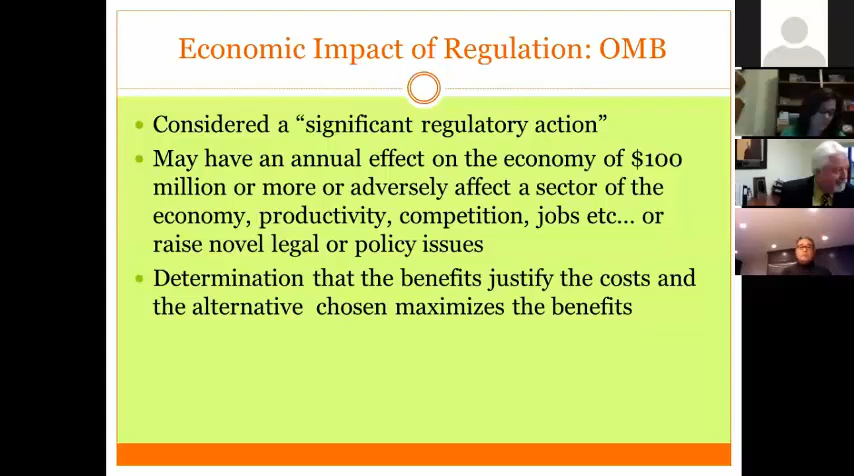 Economic Impact of Regulation: OMB
Considered a “significant regulatory action”
May have an annual effect on the economy of $100
million or more or adversely affect a sector of the
economy, productivity, competition, jobs etc… or
raise novel legal or policy issues
Determination that the benefits justify the costs and
the alternative  chosen maximizes the benefits